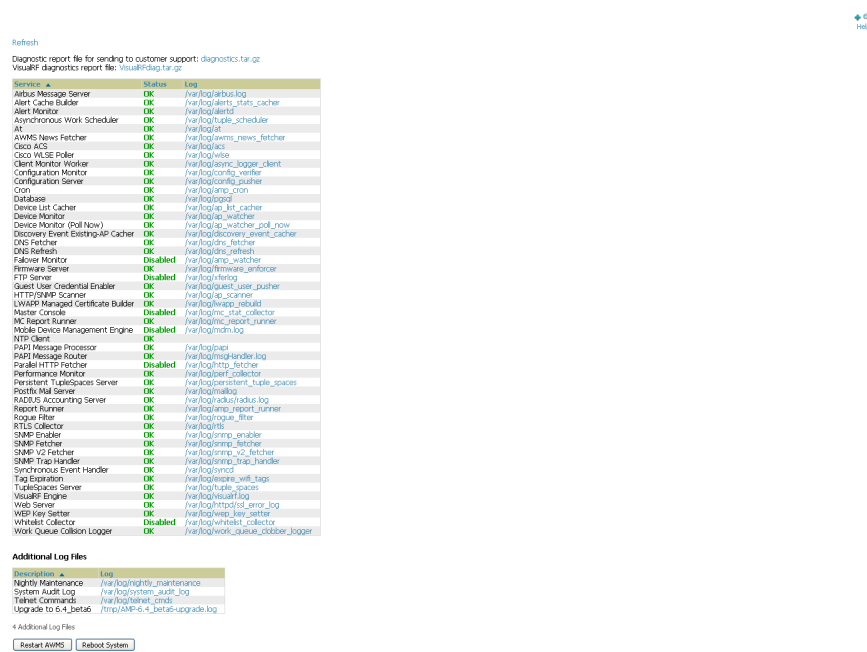 Hel
Refresh
Diagnostic report file for sending to customer support: diagnostics.tar.gz
VisualRF diagnostics report file: VisualRFdiag.tar.gz
Service ▲ Status Log
Airbus Message Server OK /var/log/airbus.log
Alert Cache Builder OK /var/log/alerts_stats_cacher
Alert Monitor OK /var/log/alertd
Asynchronous Work Scheduler OK /var/log/tuple_scheduler
At OK /var/log/at
AWMS News Fetcher OK /var/log/awms_news_fetcher
Cisco ACS OK /var/log/acs
Cisco WLSE Poller OK /var/log/wlse
Client Monitor Worker OK /var/log/async_logger_client
Configuration Monitor OK /var/log/config_verifier
Configuration Server OK /var/log/config_pusher
Cron OK /var/log/amp_cron
Database OK /var/log/pgsql
Device List Cacher OK /var/log/ap_list_cacher
Device Monitor OK /var/log/ap_watcher
Device Monitor (Poll Now) OK /var/log/ap_watcher_poll_now
Discovery Event Existing-AP Cacher OK /var/log/discovery_event_cacher
DNS Fetcher OK /var/log/dns_fetcher
DNS Refresh OK /var/log/dns_refresh
Failover Monitor Disabled /var/log/amp_watcher
Firmware Server OK /var/log/firmware_enforcer
FTP Server Disabled /var/log/xferlog
Guest User Credential Enabler OK /var/log/guest_user_pusher
HTTP/SNMP Scanner OK /var/log/ap_scanner
LWAPP Managed Certificate Builder OK /var/log/lwapp_rebuild
Master Console Disabled /var/log/mc_stat_collector
MC Report Runner OK /var/log/mc_report_runner
Mobile Device Management Engine Disabled /var/log/mdm.log
NTP Client OK
PAPI Message Processor OK /var/log/papi
PAPI Message Router OK /var/log/msgHandler.log
Parallel HTTP Fetcher Disabled /var/log/http_fetcher
Performance Monitor OK /var/log/perf_collector
Persistent TupleSpaces Server OK /var/log/persistent_tuple_spaces
Postfix Mail Server OK /var/log/maillog
RADIUS Accounting Server OK /var/log/radius/radius.log
Report Runner OK /var/log/amp_report_runner
Rogue Filter OK /var/log/rogue_filter
RTLS Collector OK /var/log/rtls
SNMP Enabler OK /var/log/snmp_enabler
SNMP Fetcher OK /var/log/snmp_fetcher
SNMP V2 Fetcher OK /var/log/snmp_v2_fetcher
SNMP Trap Handler OK /var/log/snmp_trap_handler
Synchronous Event Handler OK /var/log/syncd
Tag Expiration OK /var/log/expire_wifi_tags
TupleSpaces Server OK /var/log/tuple_spaces
VisualRF Engine OK /var/log/visualrf.log
Web Server OK /var/log/httpd/ssl_error_log
WEP Key Setter OK /var/log/wep_key_setter
Whitelist Collector Disabled /var/log/whitelist_collector
Work Queue Collision Logger OK /var/log/work_queue_clobber_logger
Additional Log Files
Description ▲ Log
Nightly Maintenance /var/log/nightly_maintenance
System Audit Log /var/log/system_audit_log
Telnet Commands /var/log/telnet_cmds
Upgrade to 6.4_beta6 /tmp/AMP-6.4_beta6-upgrade.log
4 Additional Log Files
Restart AWMS Reboot System